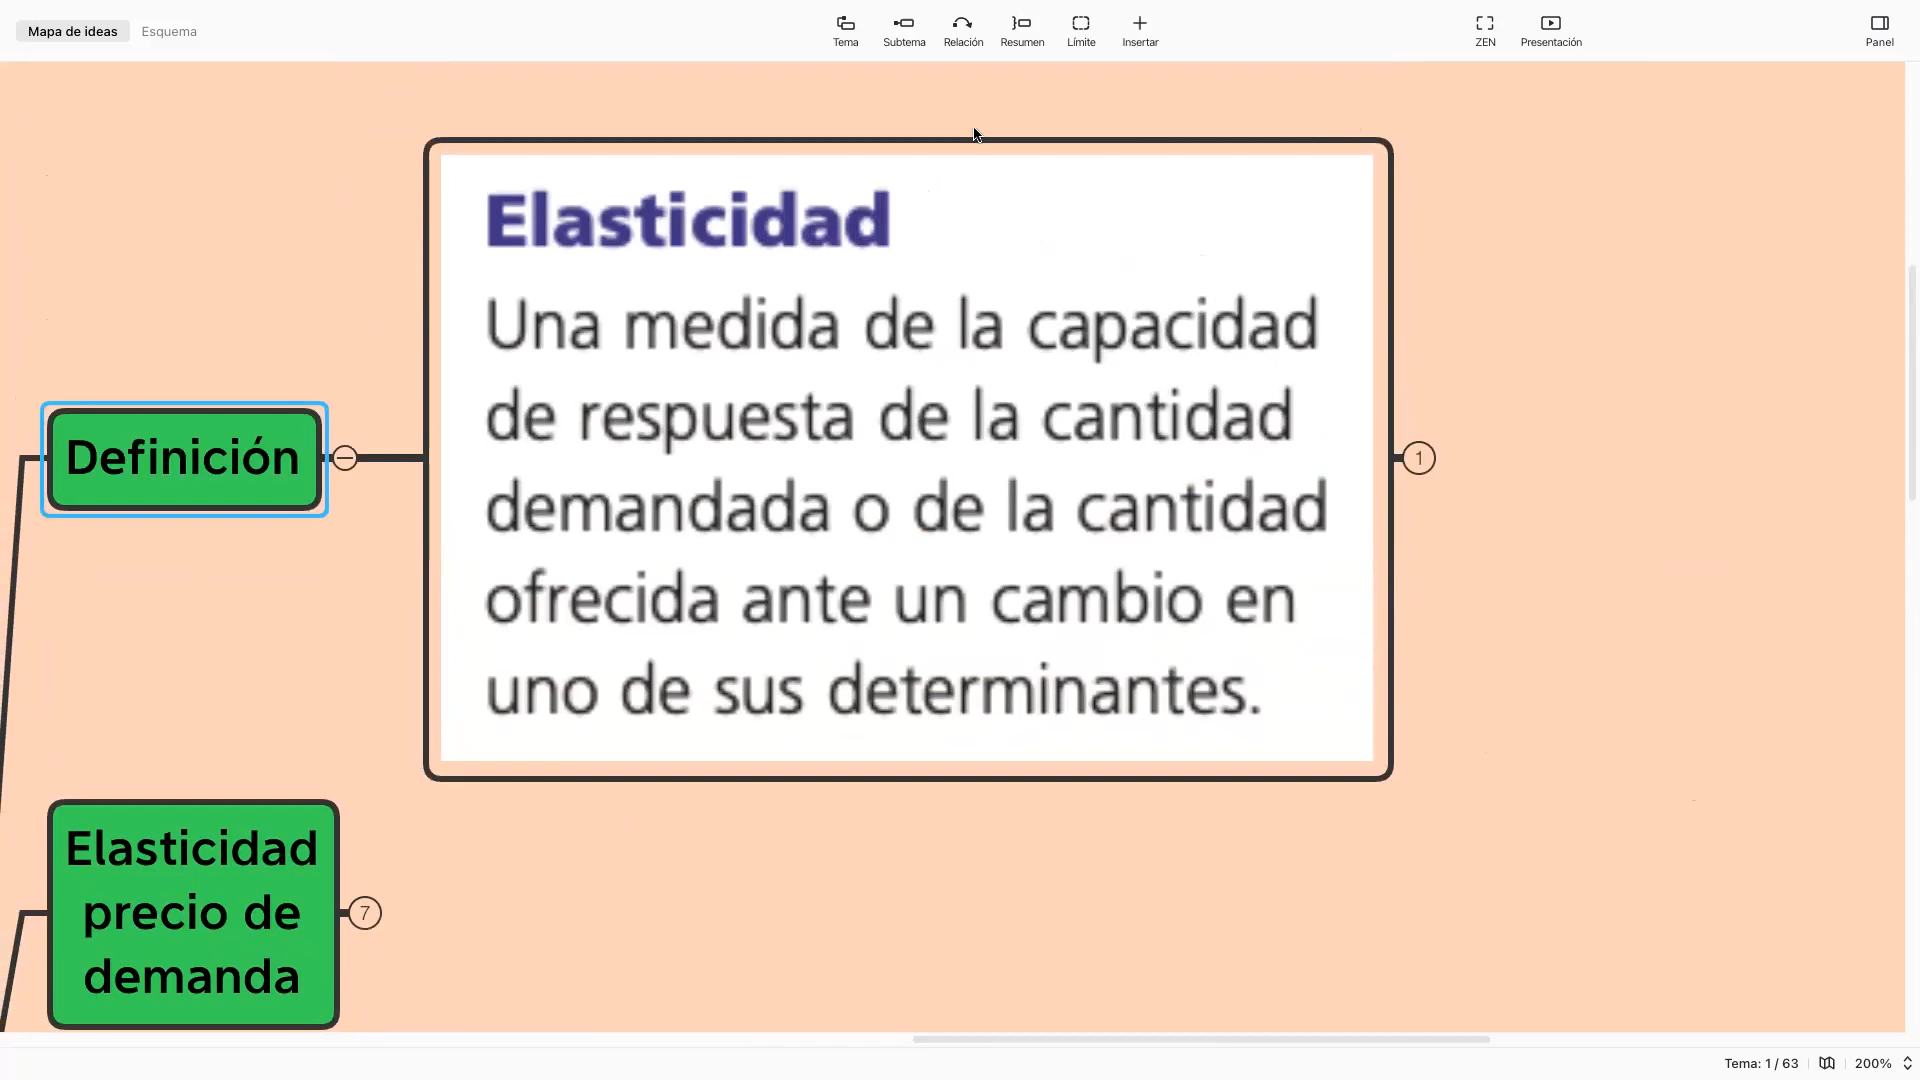 Mapa de ideas
Esquema
Tema
Subtema
Relación
Resumen
Límite
Insertar
ZEN
Presentación
Panel
Elasticidad
Una medida de la capacidad
de respuesta de la cantidad
demandada o de la cantidad
ofrecida ante un cambio en
uno de sus determinantes.
Definición
1
Elasticidad
precio de
demanda
7
Tema: 1 / 63
200%